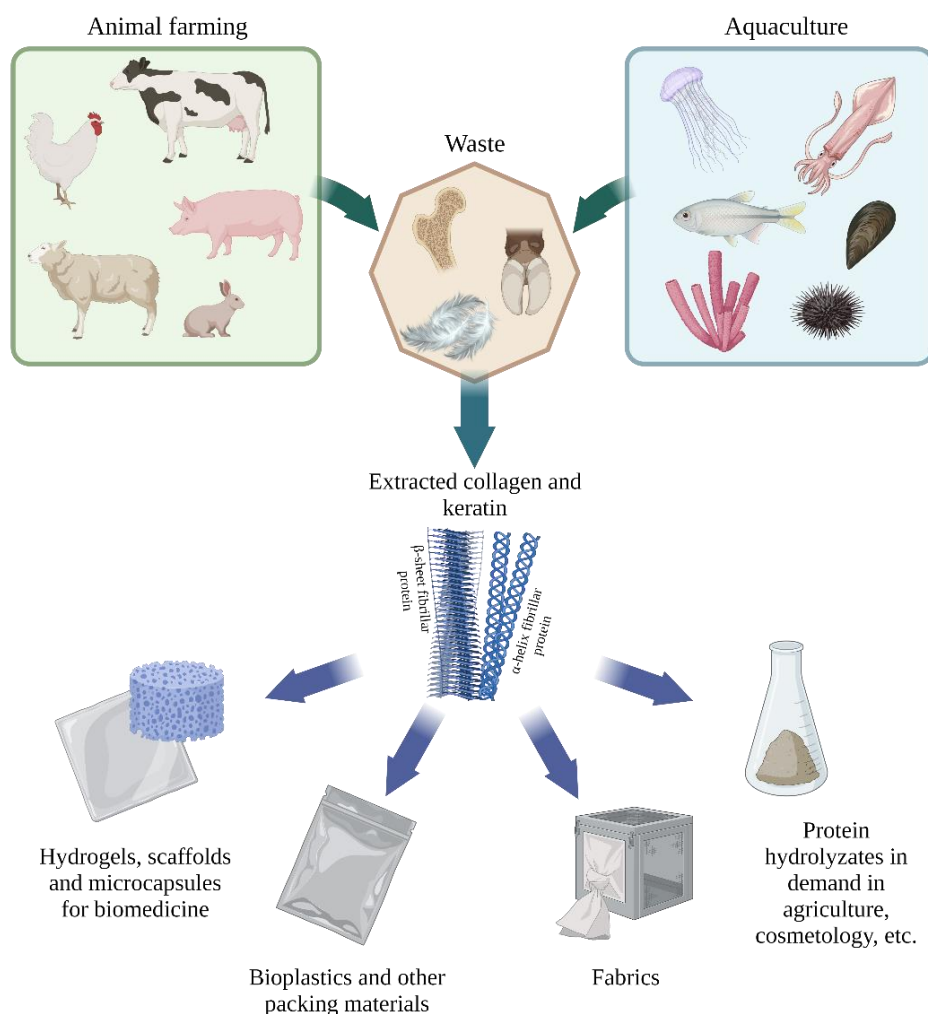 Animal farming
Aquaculture
Waste
Extracted collagen and
keratin
β-sheet fibrillar
protein
α-helix fibrillar
protein
Hydrogels, scaffolds
and microcapsules
for biomedicine
Bioplastics and other
packing materials
Fabrics
Protein
hydrolyzates in
demand in
agriculture,
cosmetology, etc.